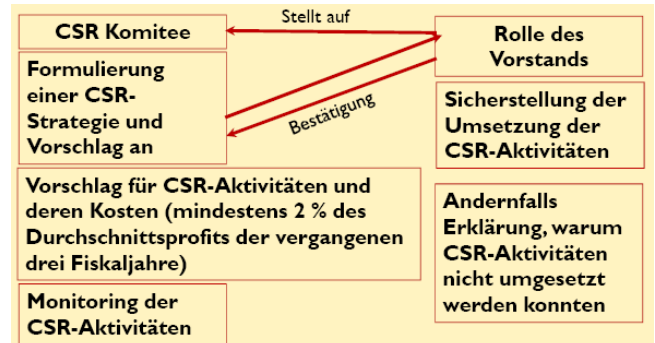 CSR Komitee
Stellt auf
Rolle des
Vorstands
Formulierung
einer CSR-
Strategie und
Vorschlag an
Bestätigung
Sicherstellung der
Umsetzung der
CSR-Aktivitäten
Vorschlag für CSR-Aktivitäten und
deren Kosten (mindestens 2 % des
Durchschnittsprofits der vergangenen
drei Fiskaljahre)
Andernfalls
Erklärung, warum
CSR-Aktivitäten
nicht umgesetzt
werden konnten
Monitoring der
CSR-Aktivitäten